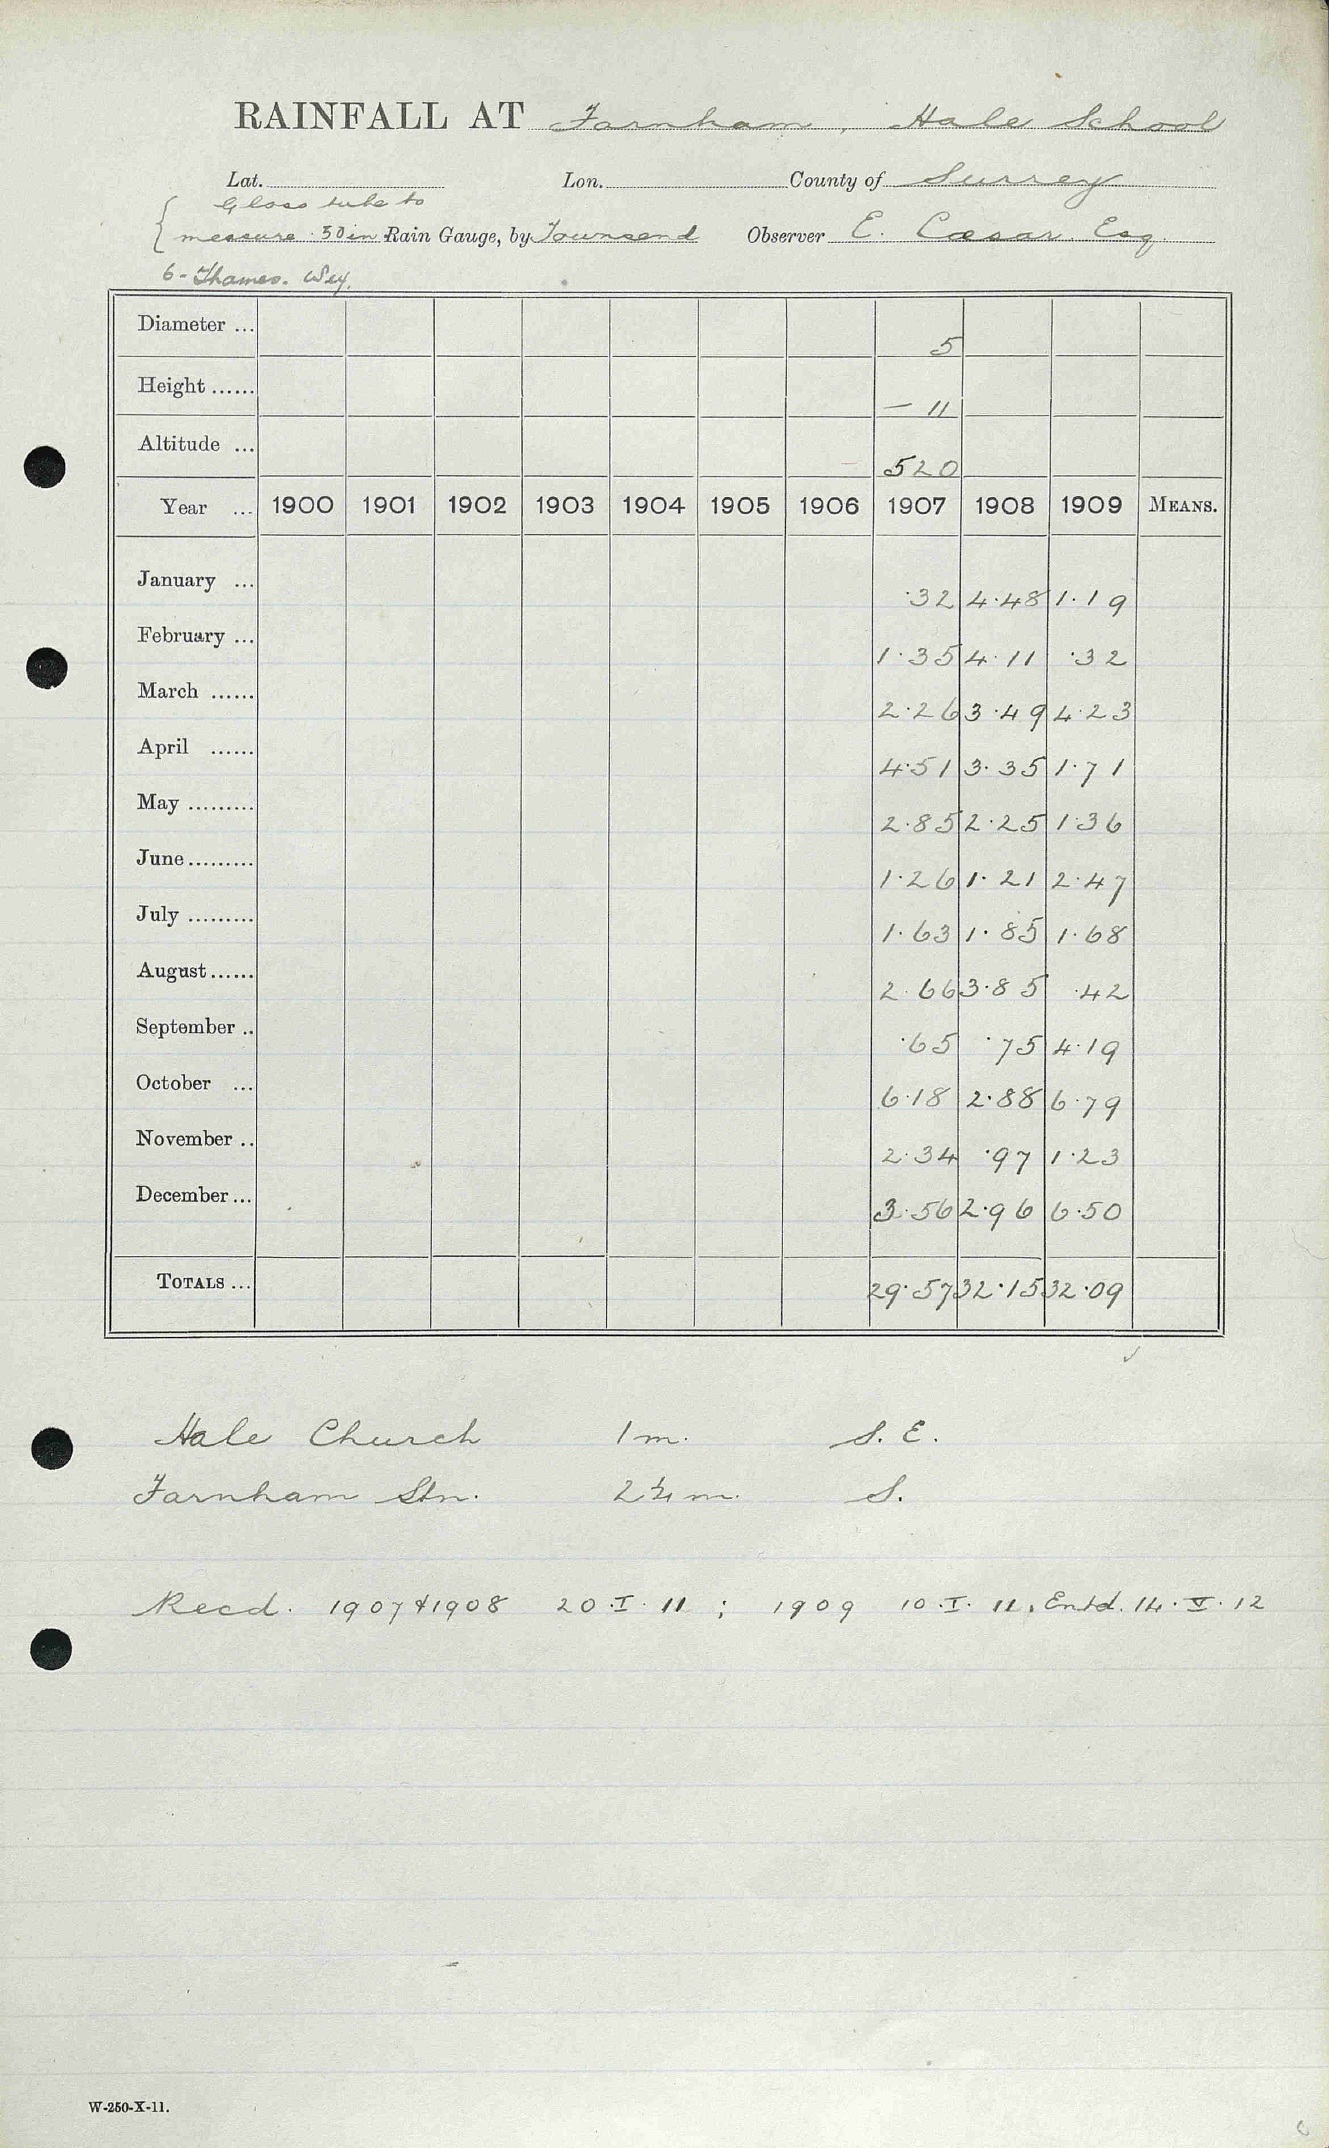 RAINFALL AT Farnham, Hale School
Lat. Lon. County of Surrey
Glass tube to
measure .50 in Rain Gauge, by Townsend Observer E. Cæsar Esq.
6 - Thames. Wey.
Diameter ... 5
Height ...... — 11
Altitude ... 520
Year ... 1900 1901 1902 1903 1904 1905 1906 1907 1908 1909 MEANS.
January ... ·32 4·48 1·19
February ... 1·35 4·11 ·32
March ...... 2·26 3·49 4·23
April ...... 4·51 3·35 1·71
May ......... 2·85 2·25 1·36
June......... 1·26 1·21 2·47
July ......... 1·63 1·85 1·68
August...... 2·66 3·85 ·42
September .. ·65 ·75 4·19
October ... 6·18 2·88 6·79
November .. 2·34 ·97 1·23
December... 3·56 2·96 6·50
TOTALS ... 29·57 32·15 32·09
Hale Church 1 m. S. E.
Farnham Stn. 2¼ m. S.
Recd. 1907 & 1908 20·I·11 ; 1909 10·I·11. Entd. 14·V·12
W-250-X-11.